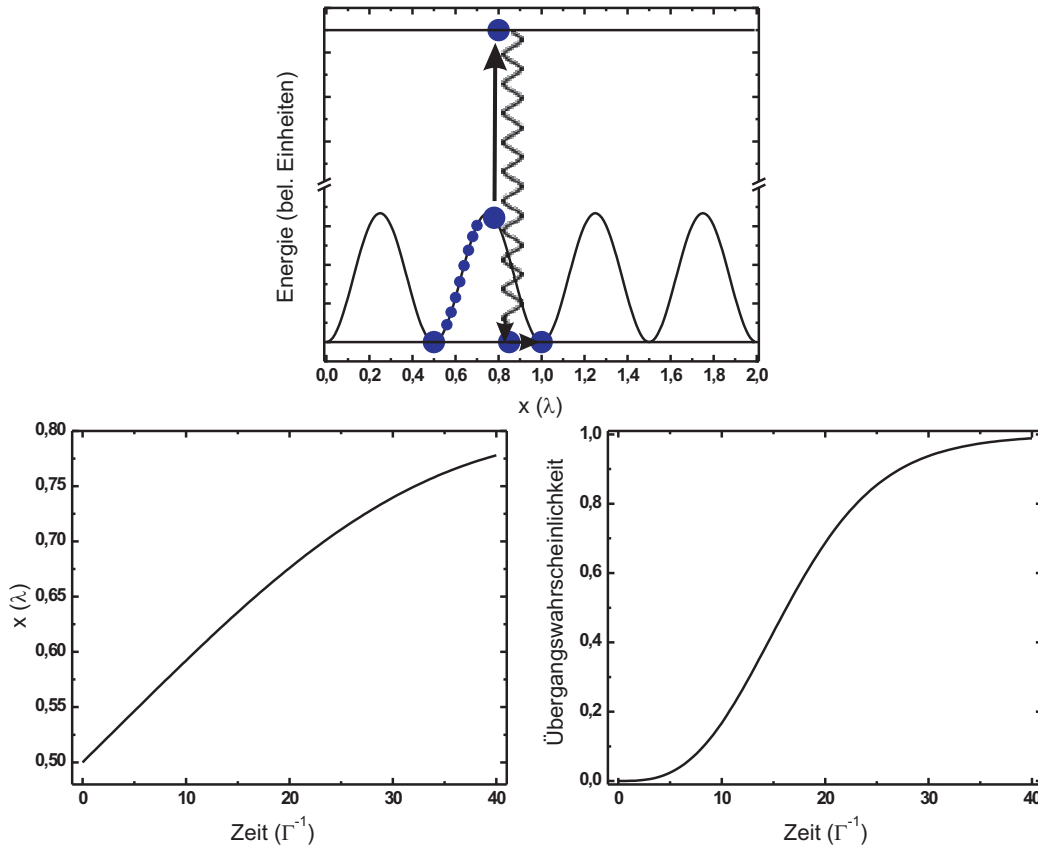 Energie (bel. Einheiten)
0,0 0,2 0,4 0,6 0,8 1,0 1,2 1,4 1,6 1,8 2,0
x (λ)
0,80
0,75
0,70
0,65
0,60
0,55
0,50
x (λ)
0 10 20 30 40
Zeit (Γ⁻¹)
1,0
0,8
0,6
0,4
0,2
0,0
Übergangswahrscheinlichkeit
0 10 20 30 40
Zeit (Γ⁻¹)